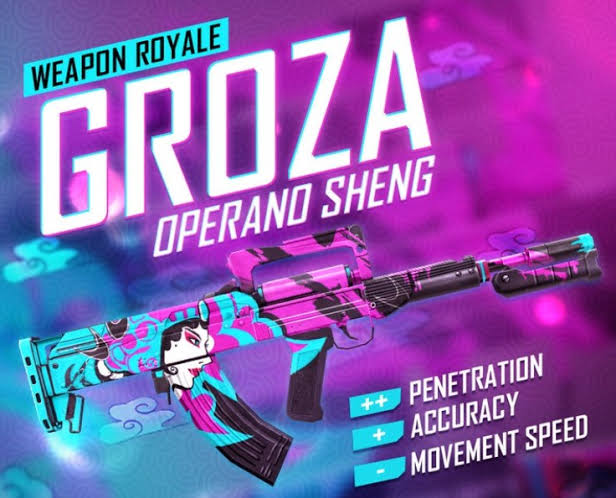 WEAPON ROYALE
GROZA
OPERANO SHENG
++ PENETRATION
+ ACCURACY
- MOVEMENT SPEED